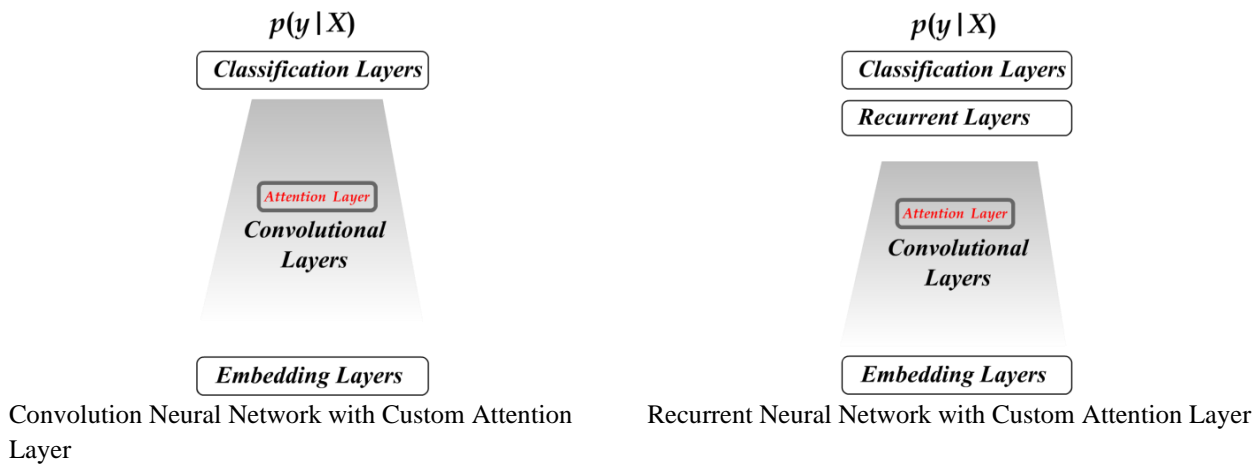 p(y|X)
Classification Layers
Attention Layer
Convolutional
Layers
Embedding Layers
Convolution Neural Network with Custom Attention
Layer
p(y|X)
Classification Layers
Recurrent Layers
Attention Layer
Convolutional
Layers
Embedding Layers
Recurrent Neural Network with Custom Attention Layer